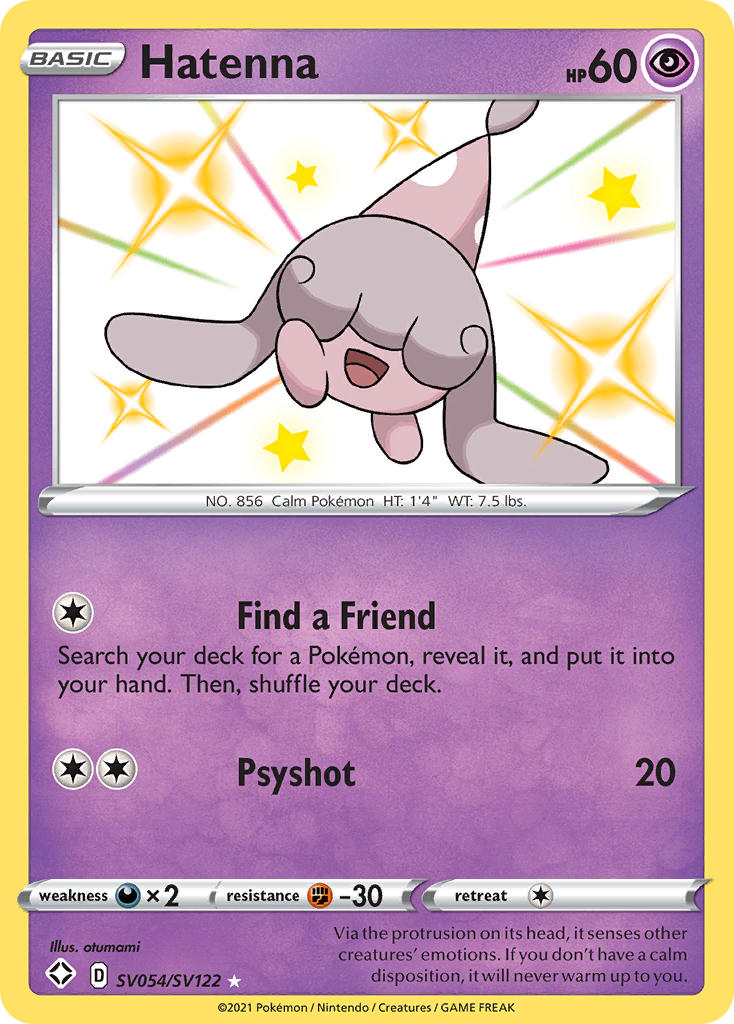 BASIC
Hatenna
HP 60
NO. 856 Calm Pokémon HT: 1'4" WT: 7.5 lbs.
Find a Friend
Search your deck for a Pokémon, reveal it, and put it into
your hand. Then, shuffle your deck.
Psyshot 20
weakness ×2 resistance -30 retreat
Illus. otumami
Via the protrusion on its head, it senses other
creatures' emotions. If you don't have a calm
disposition, it will never warm up to you.
D SV054/SV122
©2021 Pokémon / Nintendo / Creatures / GAME FREAK